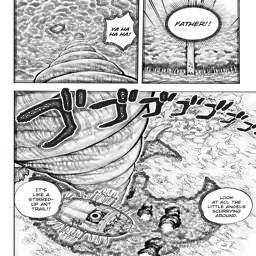 YA HA
HA HA!
FATHER!!
ゴゴゴゴゴゴ
IT'S
LIKE A
STIRRED-
UP ANT
TRAIL!!
LOOK
AT ALL THE
LITTLE ANGELS
SCURRYING
AROUND.